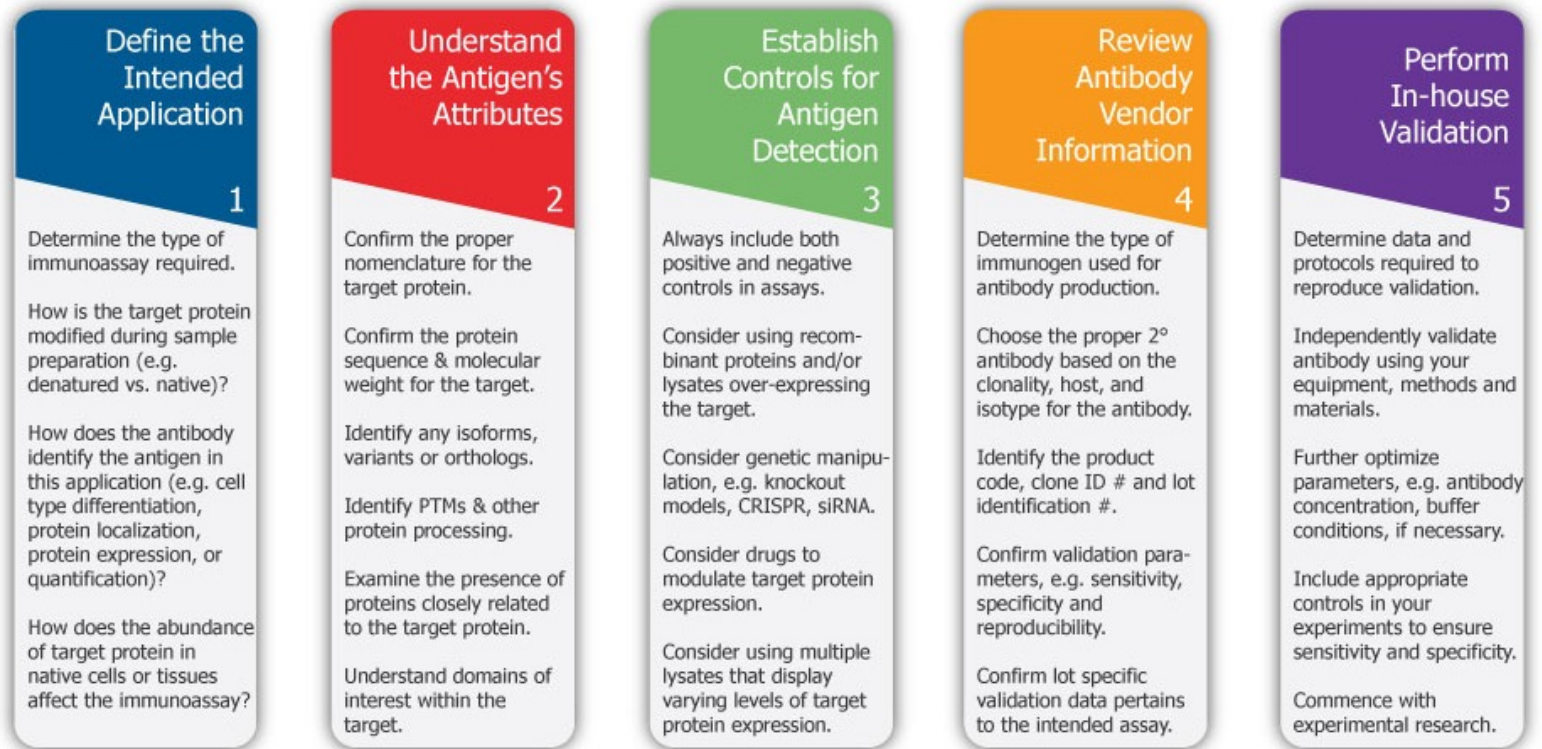 Define the
Intended
Application
1
Determine the type of
immunoassay required.
How is the target protein
modified during sample
preparation (e.g.
denatured vs. native)?
How does the antibody
identify the antigen in
this application (e.g. cell
type differentiation,
protein localization,
protein expression, or
quantification)?
How does the abundance
of target protein in
native cells or tissues
affect the immunoassay?
Understand
the Antigen's
Attributes
2
Confirm the proper
nomenclature for the
target protein.
Confirm the protein
sequence & molecular
weight for the target.
Identify any isoforms,
variants or orthologs.
Identify PTMs & other
protein processing.
Examine the presence of
proteins closely related
to the target protein.
Understand domains of
interest within the
target.
Establish
Controls for
Antigen
Detection
3
Always include both
positive and negative
controls in assays.
Consider using recom-
binant proteins and/or
lysates over-expressing
the target.
Consider genetic manipu-
lation, e.g. knockout
models, CRISPR, siRNA.
Consider drugs to
modulate target protein
expression.
Consider using multiple
lysates that display
varying levels of target
protein expression.
Review
Antibody
Vendor
Information
4
Determine the type of
immunogen used for
antibody production.
Choose the proper 2°
antibody based on the
clonality, host, and
isotype for the antibody.
Identify the product
code, clone ID # and lot
identification #.
Confirm validation para-
meters, e.g. sensitivity,
specificity and
reproducibility.
Confirm lot specific
validation data pertains
to the intended assay.
Perform
In-house
Validation
5
Determine data and
protocols required to
reproduce validation.
Independently validate
antibody using your
equipment, methods and
materials.
Further optimize
parameters, e.g. antibody
concentration, buffer
conditions, if necessary.
Include appropriate
controls in your
experiments to ensure
sensitivity and specificity.
Commence with
experimental research.